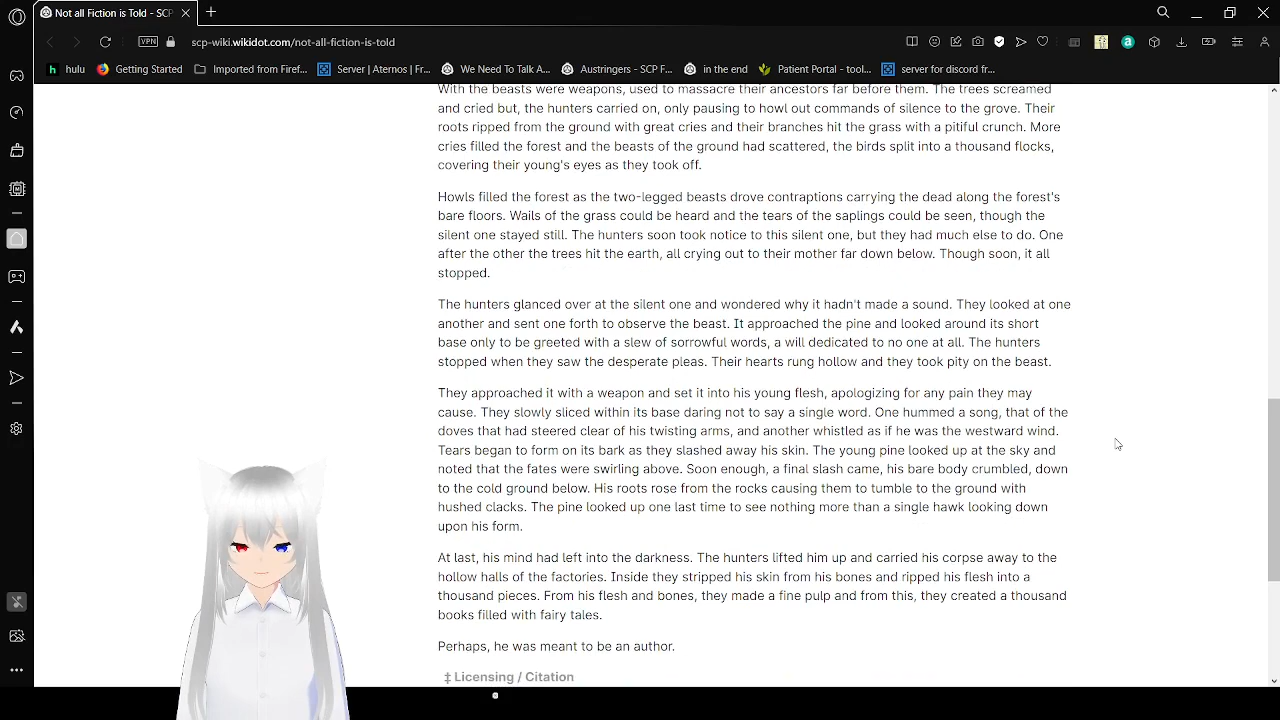 Not all Fiction is Told - SCP
scp-wiki.wikidot.com/not-all-fiction-is-told
VPN
hulu
Getting Started
Imported from Firef...
Server | Aternos | Fr...
We Need To Talk A...
Austringers - SCP F...
in the end
Patient Portal - tool...
server for discord fr...
With the beasts were weapons, used to massacre their ancestors far before them. The trees screamed
and cried but, the hunters carried on, only pausing to howl out commands of silence to the grove. Their
roots ripped from the ground with great cries and their branches hit the grass with a pitiful crunch. More
cries filled the forest and the beasts of the ground had scattered, the birds split into a thousand flocks,
covering their young's eyes as they took off.
Howls filled the forest as the two-legged beasts drove contraptions carrying the dead along the forest's
bare floors. Wails of the grass could be heard and the tears of the saplings could be seen, though the
silent one stayed still. The hunters soon took notice to this silent one, but they had much else to do. One
after the other the trees hit the earth, all crying out to their mother far down below. Though soon, it all
stopped.
The hunters glanced over at the silent one and wondered why it hadn't made a sound. They looked at one
another and sent one forth to observe the beast. It approached the pine and looked around its short
base only to be greeted with a slew of sorrowful words, a will dedicated to no one at all. The hunters
stopped when they saw the desperate pleas. Their hearts rung hollow and they took pity on the beast.
They approached it with a weapon and set it into his young flesh, apologizing for any pain they may
cause. They slowly sliced within its base daring not to say a single word. One hummed a song, that of the
doves that had steered clear of his twisting arms, and another whistled as if he was the westward wind.
Tears began to form on its bark as they slashed away his skin. The young pine looked up at the sky and
noted that the fates were swirling above. Soon enough, a final slash came, his bare body crumbled, down
to the cold ground below. His roots rose from the rocks causing them to tumble to the ground with
hushed clacks. The pine looked up one last time to see nothing more than a single hawk looking down
upon his form.
At last, his mind had left into the darkness. The hunters lifted him up and carried his corpse away to the
hollow halls of the factories. Inside they stripped his skin from his bones and ripped his flesh into a
thousand pieces. From his flesh and bones, they made a fine pulp and from this, they created a thousand
books filled with fairy tales.
Perhaps, he was meant to be an author.
‡ Licensing / Citation